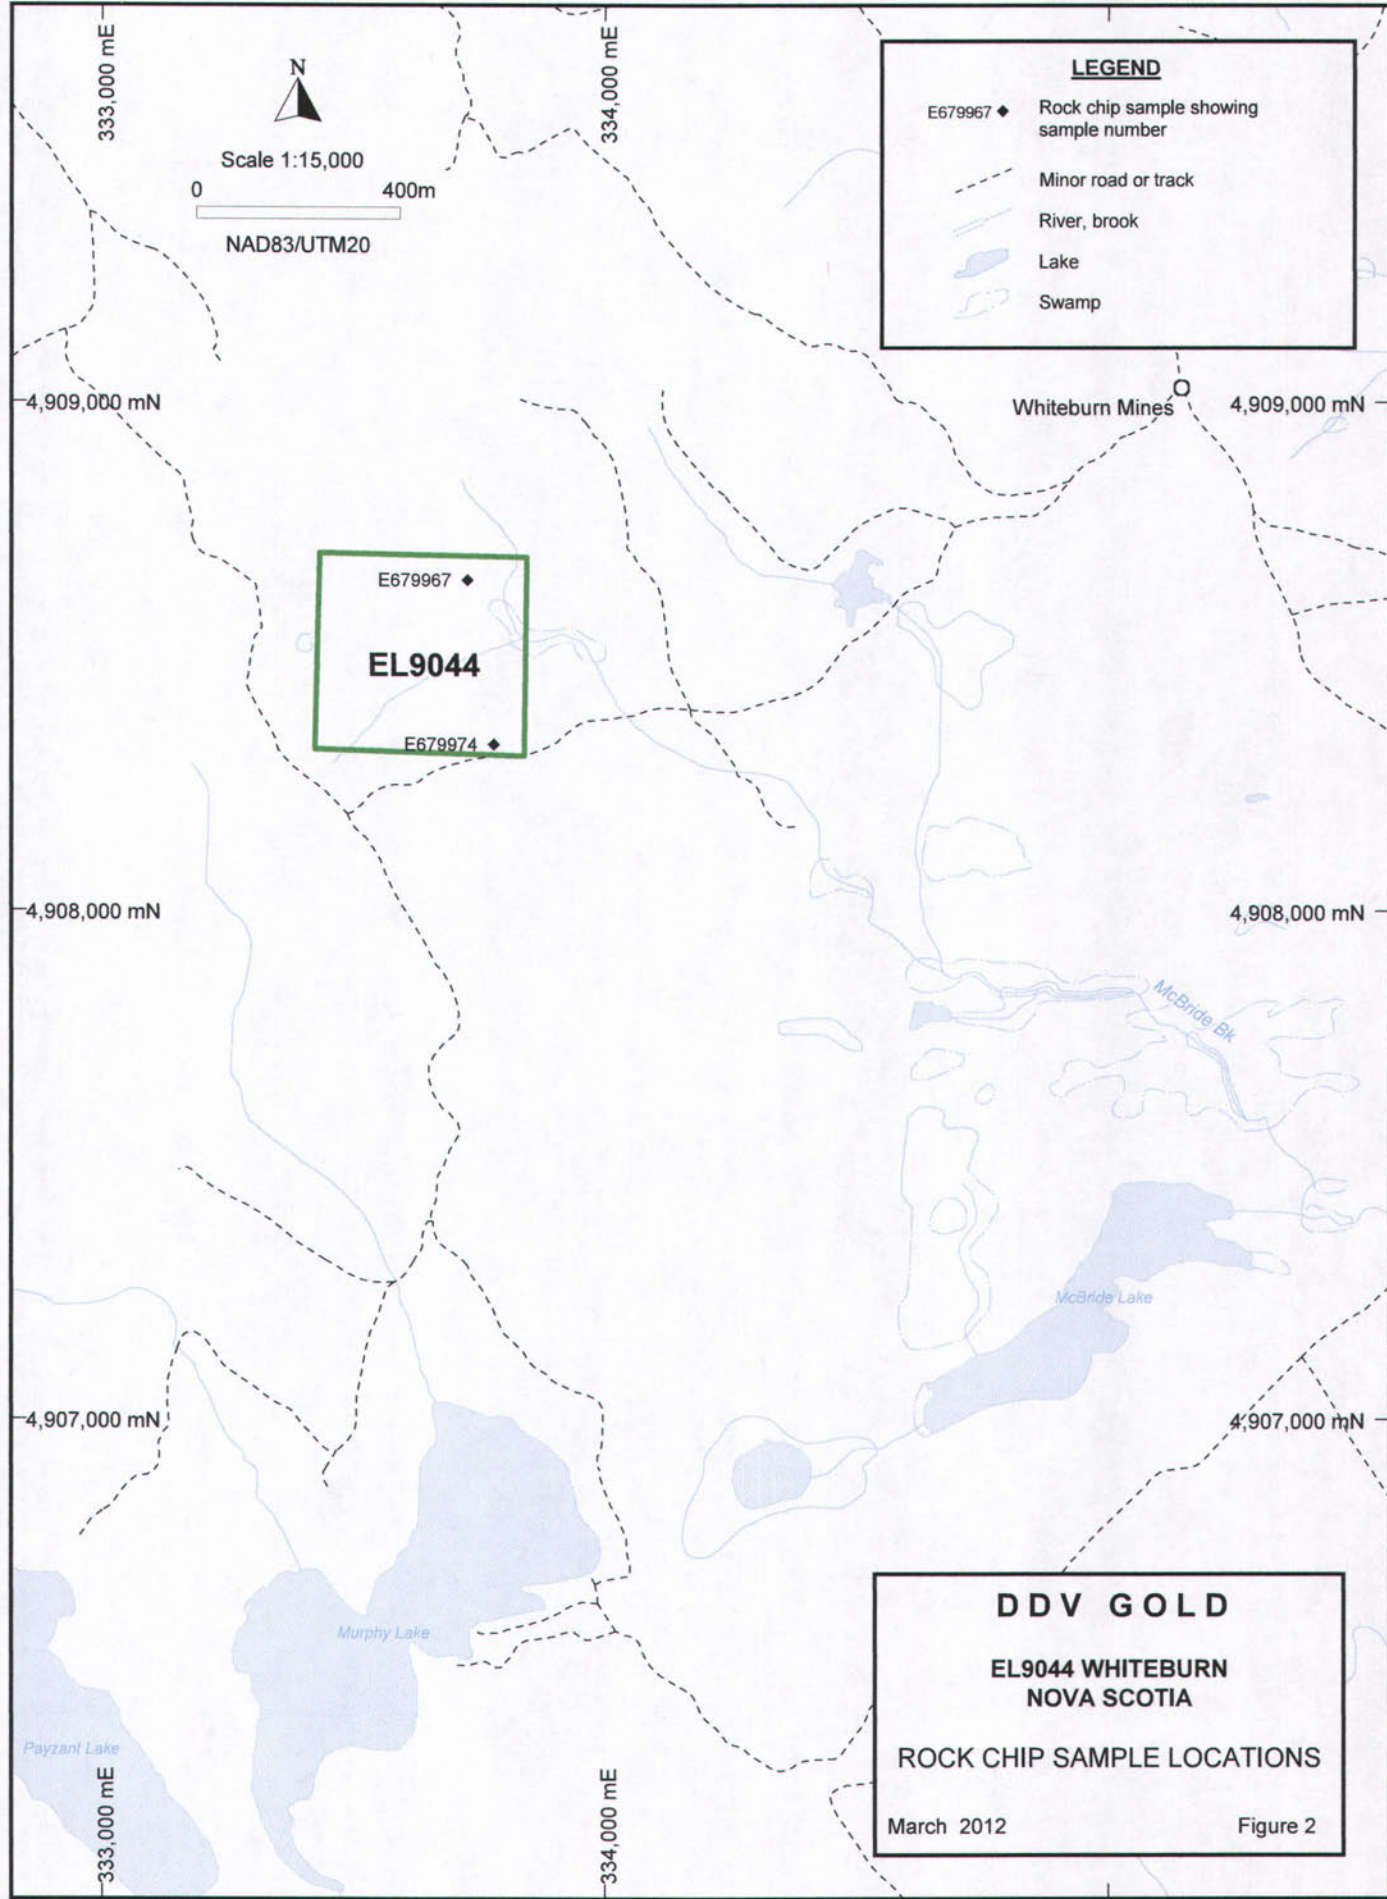 333,000 mE
334,000 mE
N
Scale 1:15,000
0 400m
NAD83/UTM20
LEGEND
E679967 Rock chip sample showing
sample number
Minor road or track
River, brook
Lake
Swamp
4,909,000 mN
Whiteburn Mines
4,909,000 mN
E679967
EL9044
E679974
4,908,000 mN
4,908,000 mN
McBride Bk
McBride Lake
4,907,000 mN
4,907,000 mN
Murphy Lake
Payzant Lake
333,000 mE
334,000 mE
DDV GOLD
EL9044 WHITEBURN
NOVA SCOTIA
ROCK CHIP SAMPLE LOCATIONS
March 2012 Figure 2